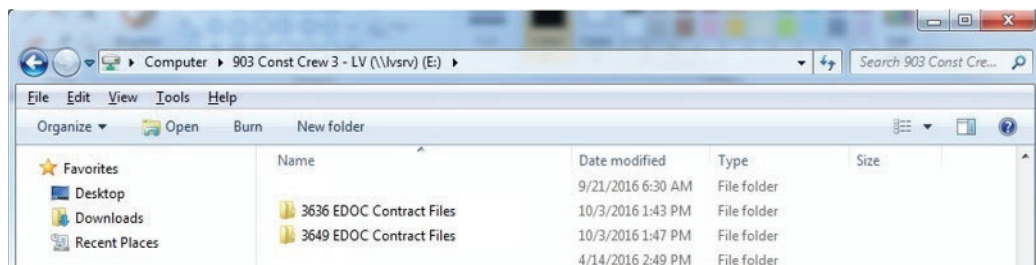 Computer ▸ 903 Const Crew 3 - LV (\\lvsrv) (E:) ▸ Search 903 Const Cre...
File Edit View Tools Help
Organize Open Burn New folder
Name Date modified Type Size
Favorites 9/21/2016 6:30 AM File folder
Desktop 3636 EDOC Contract Files 10/3/2016 1:43 PM File folder
Downloads 3649 EDOC Contract Files 10/3/2016 1:47 PM File folder
Recent Places 4/14/2016 2:49 PM File folder